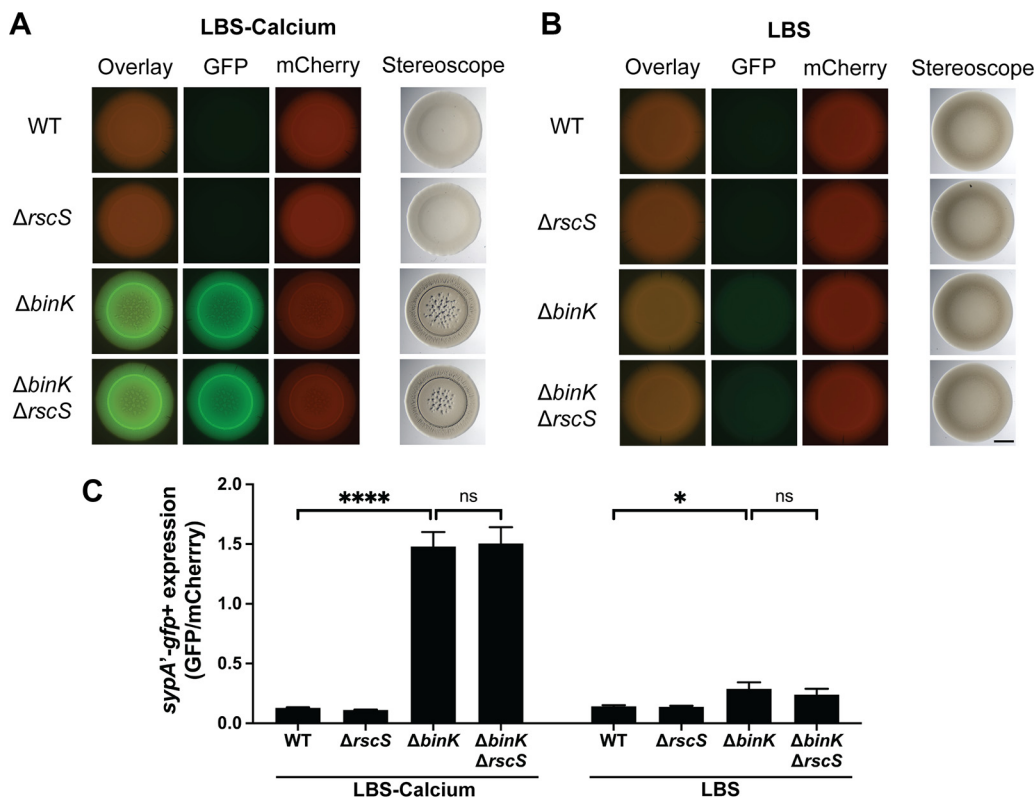 A
LBS-Calcium
Overlay GFP mCherry Stereoscope
WT
ΔrscS
ΔbinK
ΔbinK
ΔrscS
B
LBS
Overlay GFP mCherry Stereoscope
WT
ΔrscS
ΔbinK
ΔbinK
ΔrscS
C
sypA'-gfp+ expression
(GFP/mCherrry)
2.0
1.5
1.0
0.5
0.0
**** ns * ns
WT ΔrscS ΔbinK ΔbinK WT ΔrscS ΔbinK ΔbinK
ΔrscS ΔrscS
LBS-Calcium LBS